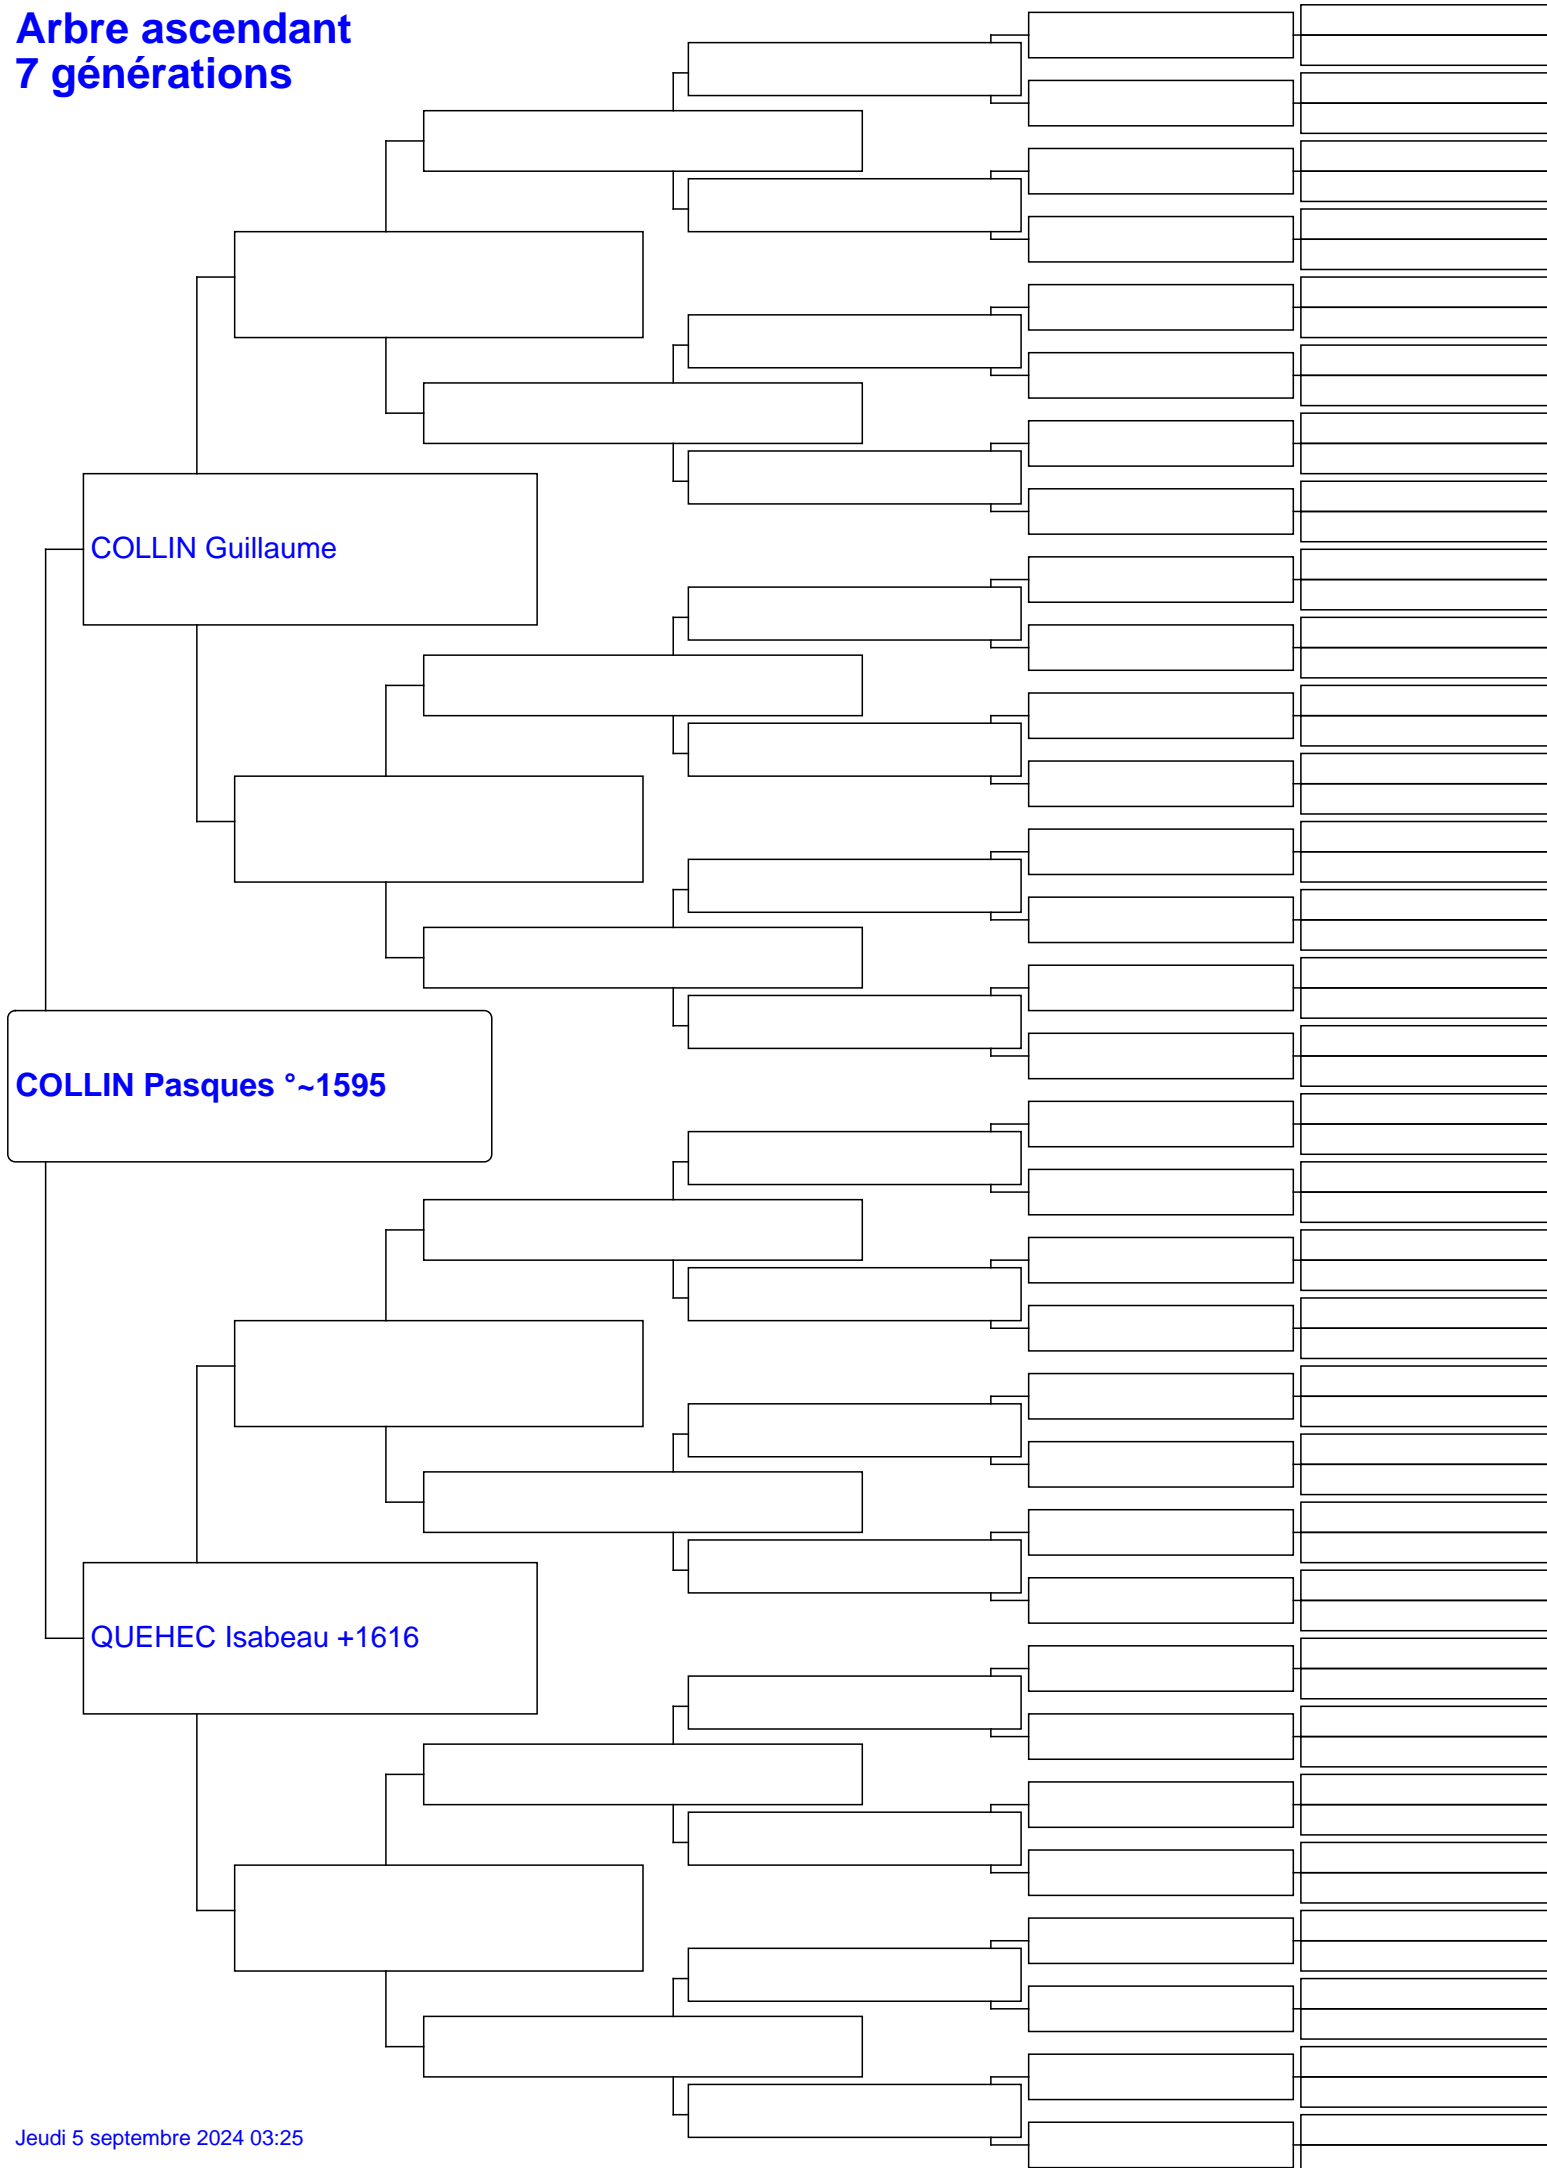 Arbre ascendant
7 générations
COLLIN Guillaume
COLLIN Pasques °~1595
QUEHEC Isabeau +1616
Jeudi 5 septembre 2024 03:25